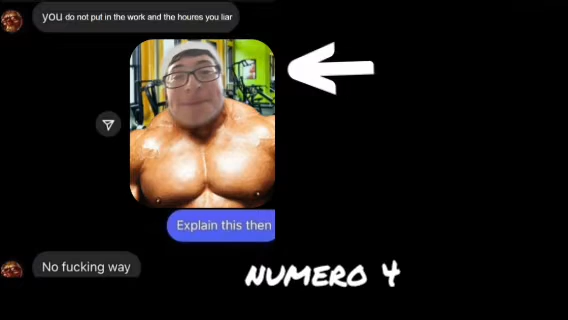 you do not put in the work and the houres you liar
Explain this then
No fucking way
NUMERO 4